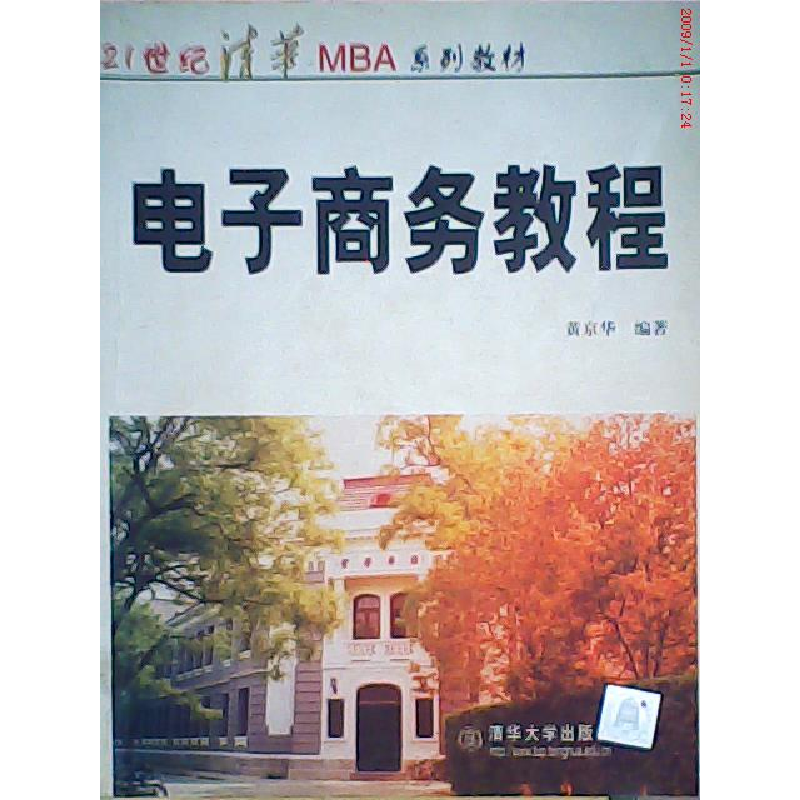 21世纪清华MBA系列教材
2009/1/1 0:17:24
电子商务教程
黄京华 编著
清华大学出版